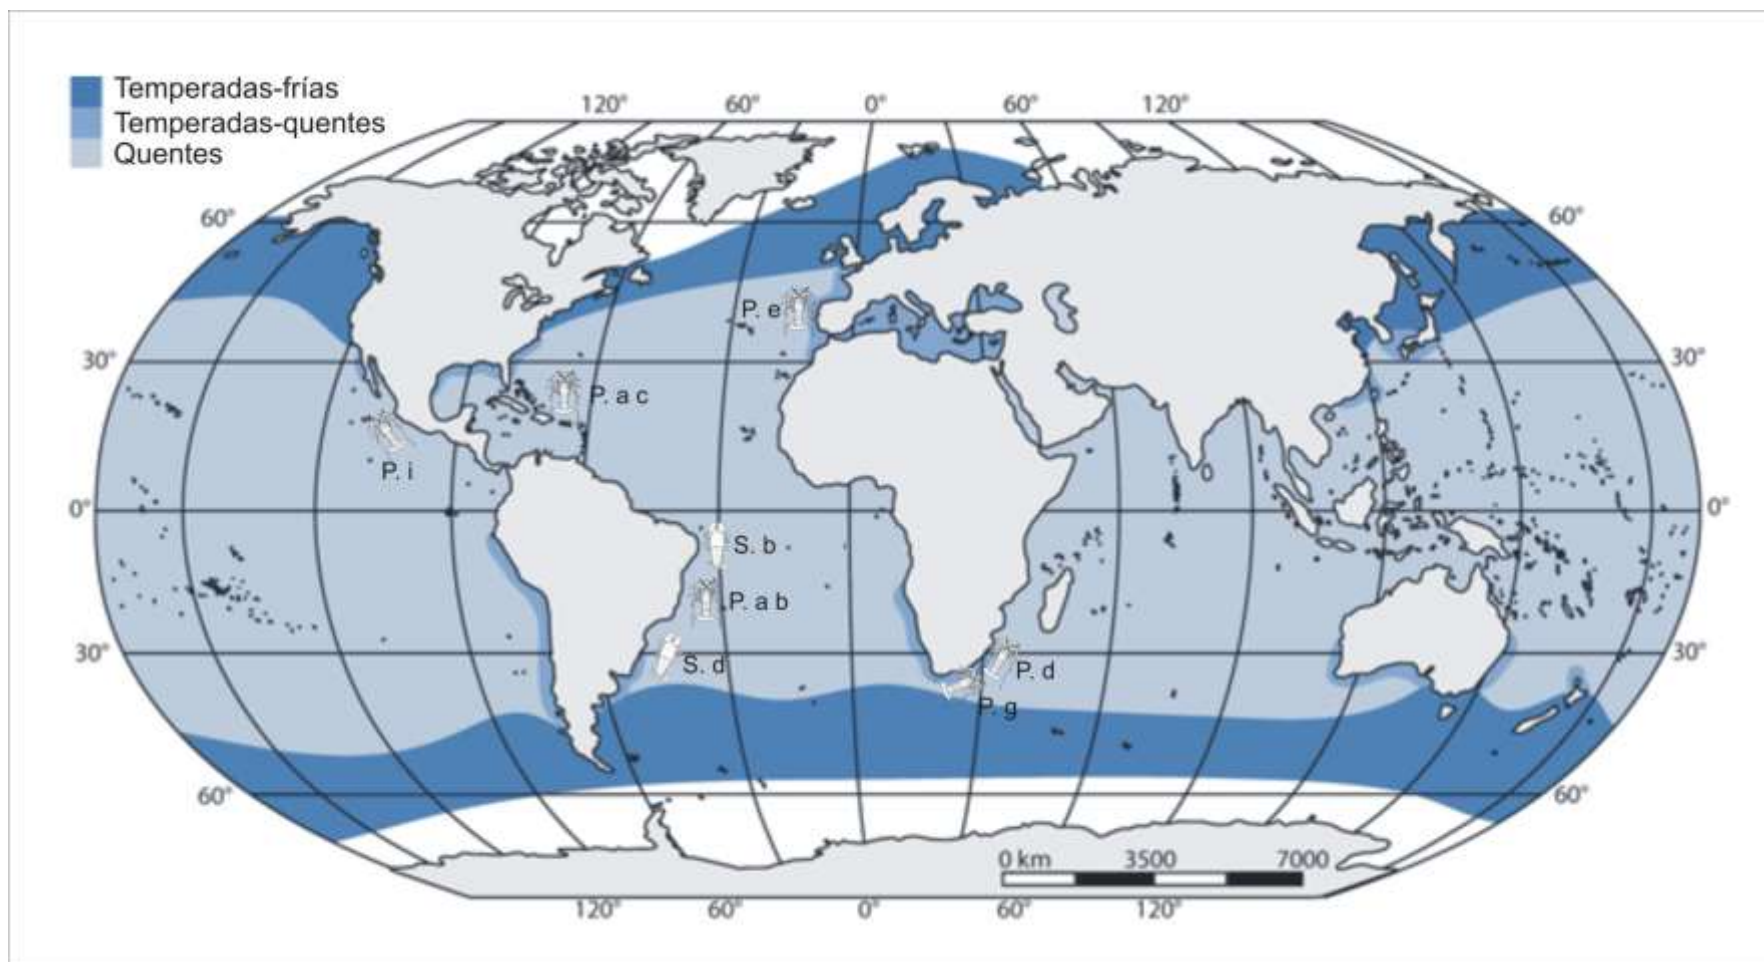 Temperadas-frías
Temperadas-quentes
Quentes
120° 60° 0° 60° 120°
60° 60°
P. e
30° 30°
P. a c
P. i
0° 0°
S. b
P. a b
30° S. d P. d 30°
P. g
60° 60°
0 km 3500 7000
120° 60° 0° 60° 120°